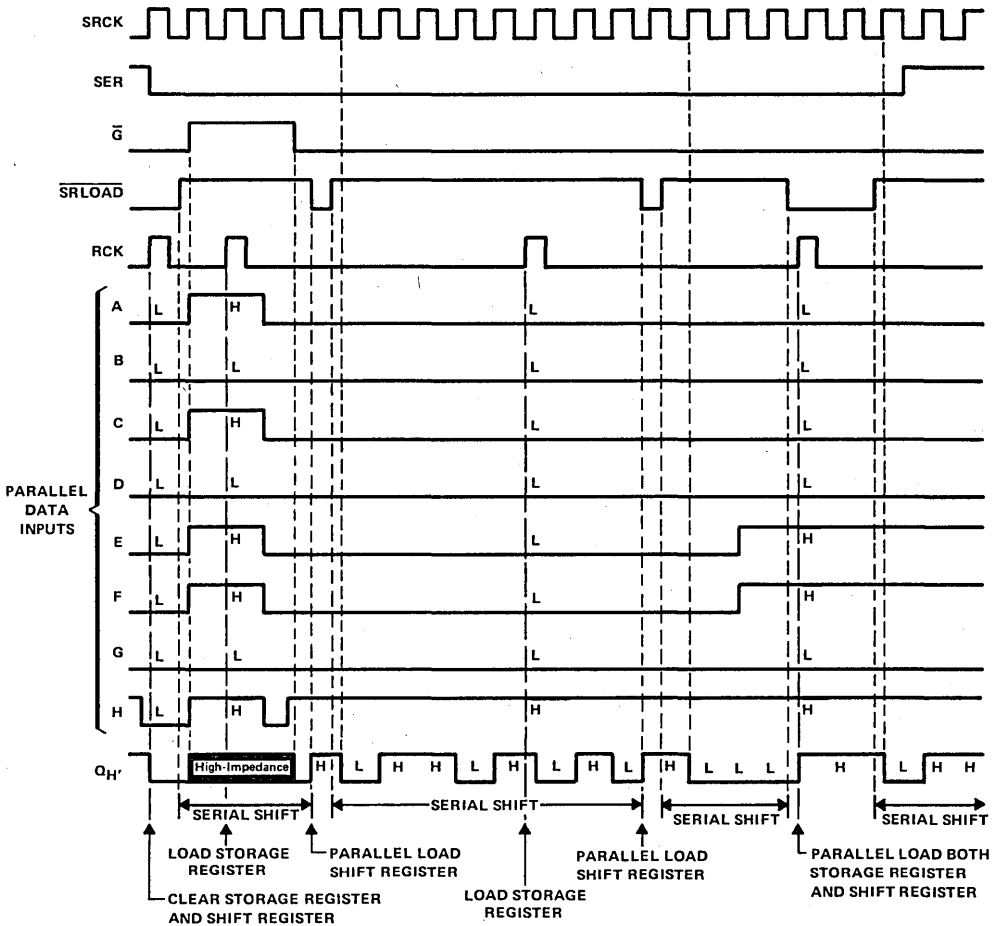 SRCK
SER
G̅
S̅R̅L̅O̅A̅D̅
RCK
A L H L L
B L L L L
C L H L L
D L L L L
PARALLEL
DATA
INPUTS
E L H L H
F L H L H
G L L L L
H L H H H
QH' High-Impedance H L H H L H L H L H L L L H L H H
SERIAL SHIFT SERIAL SHIFT SERIAL SHIFT SERIAL SHIFT
LOAD STORAGE
REGISTER
PARALLEL LOAD
SHIFT REGISTER
PARALLEL LOAD
SHIFT REGISTER
PARALLEL LOAD BOTH
STORAGE REGISTER
AND SHIFT REGISTER
CLEAR STORAGE REGISTER
AND SHIFT REGISTER
LOAD STORAGE
REGISTER